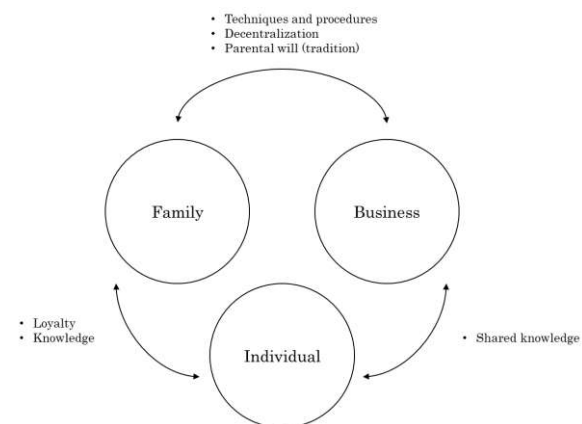 • Techniques and procedures
• Decentralization
• Parental will (tradition)
Family
Business
• Loyalty
• Knowledge
• Shared knowledge
Individual